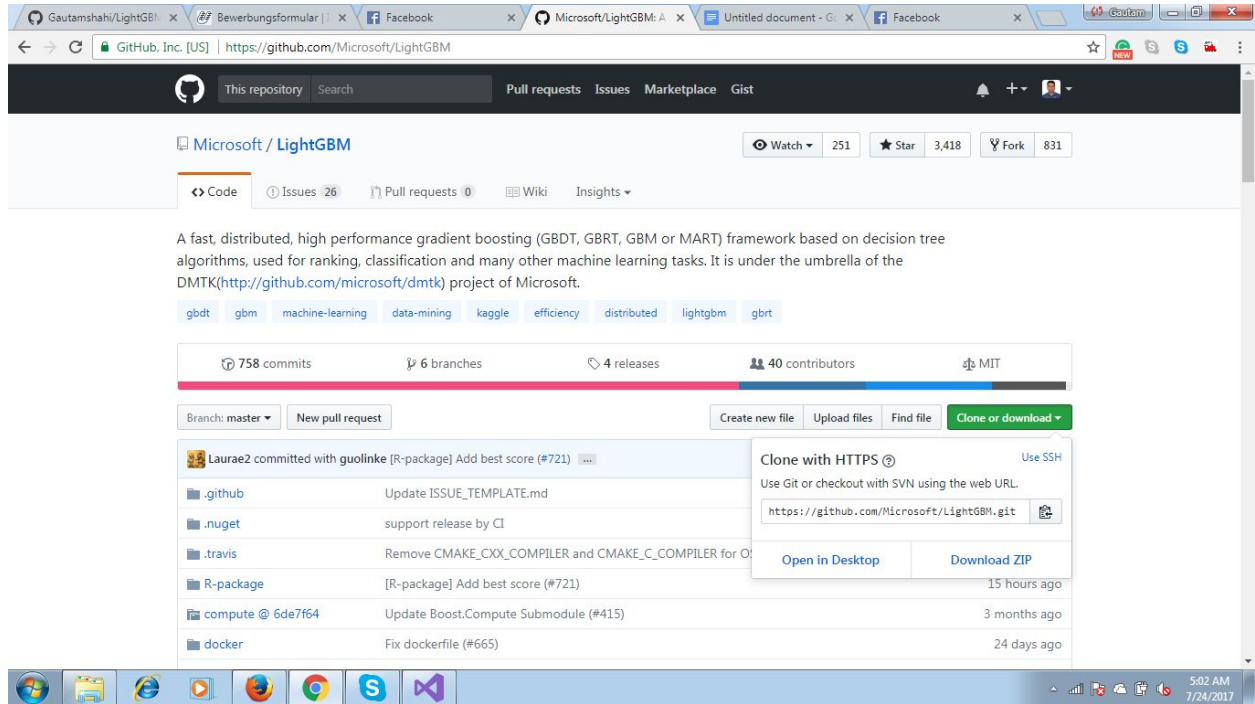 Gautamshahi/LightGBM
Bewerbungsformular |
Facebook
Microsoft/LightGBM: A
Untitled document - Go
Facebook
Gautam
GitHub, Inc. [US] | https://github.com/Microsoft/LightGBM
NEW
This repository Search
Pull requests Issues Marketplace Gist
Microsoft / LightGBM
Watch 251
Star 3,418
Fork 831
Code
Issues 26
Pull requests 0
Wiki
Insights
A fast, distributed, high performance gradient boosting (GBDT, GBRT, GBM or MART) framework based on decision tree
algorithms, used for ranking, classification and many other machine learning tasks. It is under the umbrella of the
DMTK(http://github.com/microsoft/dmtk) project of Microsoft.
gbdt gbm machine-learning data-mining kaggle efficiency distributed lightgbm gbrt
758 commits
6 branches
4 releases
40 contributors
MIT
Branch: master
New pull request
Create new file
Upload files
Find file
Clone or download
Laurae2 committed with guolinke [R-package] Add best score (#721) ...
Clone with HTTPS
Use SSH
Use Git or checkout with SVN using the web URL.
https://github.com/Microsoft/LightGBM.git
Open in Desktop
Download ZIP
.github Update ISSUE_TEMPLATE.md
.nuget support release by CI
.travis Remove CMAKE_CXX_COMPILER and CMAKE_C_COMPILER for OS
R-package [R-package] Add best score (#721) 15 hours ago
compute @ 6de7f64 Update Boost.Compute Submodule (#415) 3 months ago
docker Fix dockerfile (#665) 24 days ago
5:02 AM
7/24/2017